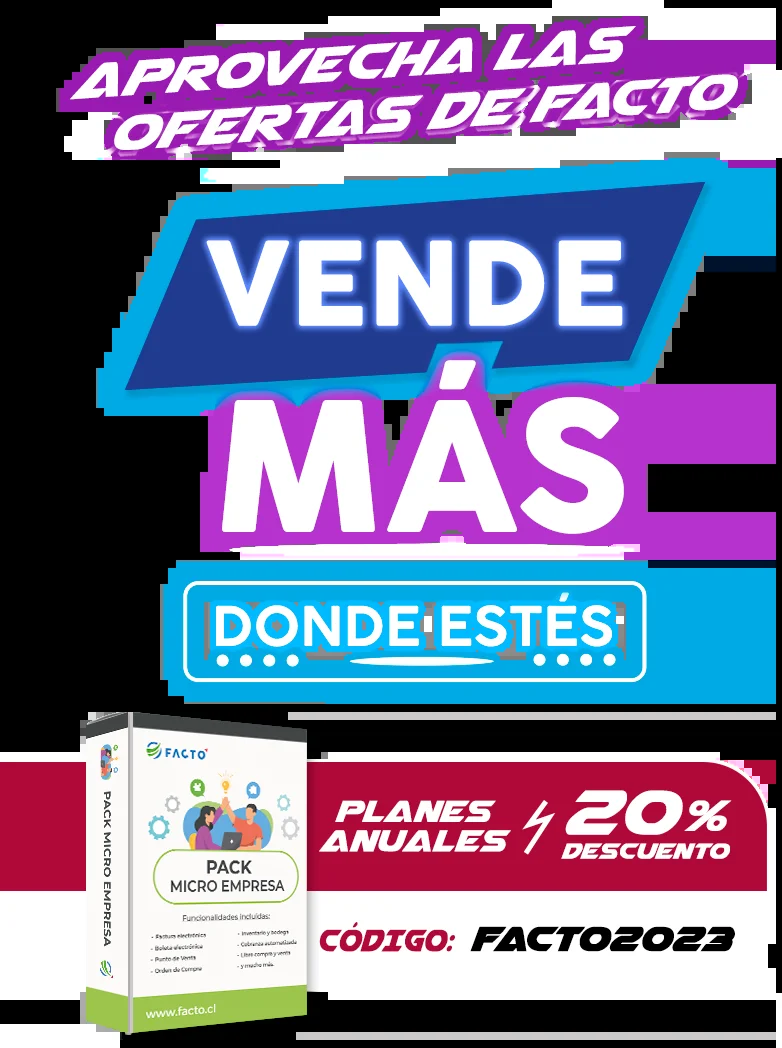 APROVECHA LAS
OFERTAS DE FACTO
VENDE
MÁS
DONDE ESTÉS
FACTO
PACK MICRO EMPRESA
PACK
MICRO EMPRESA
Funcionalidades incluidas:
- Factura electrónica
- Boleta electrónica
- Punto de Venta
- Orden de Compra
- Inventario y bodega
- Cobranza automatizada
- Libro compra y venta
- y mucho más.
www.facto.cl
PLANES
ANUALES
20%
DESCUENTO
CÓDIGO: FACTO2023